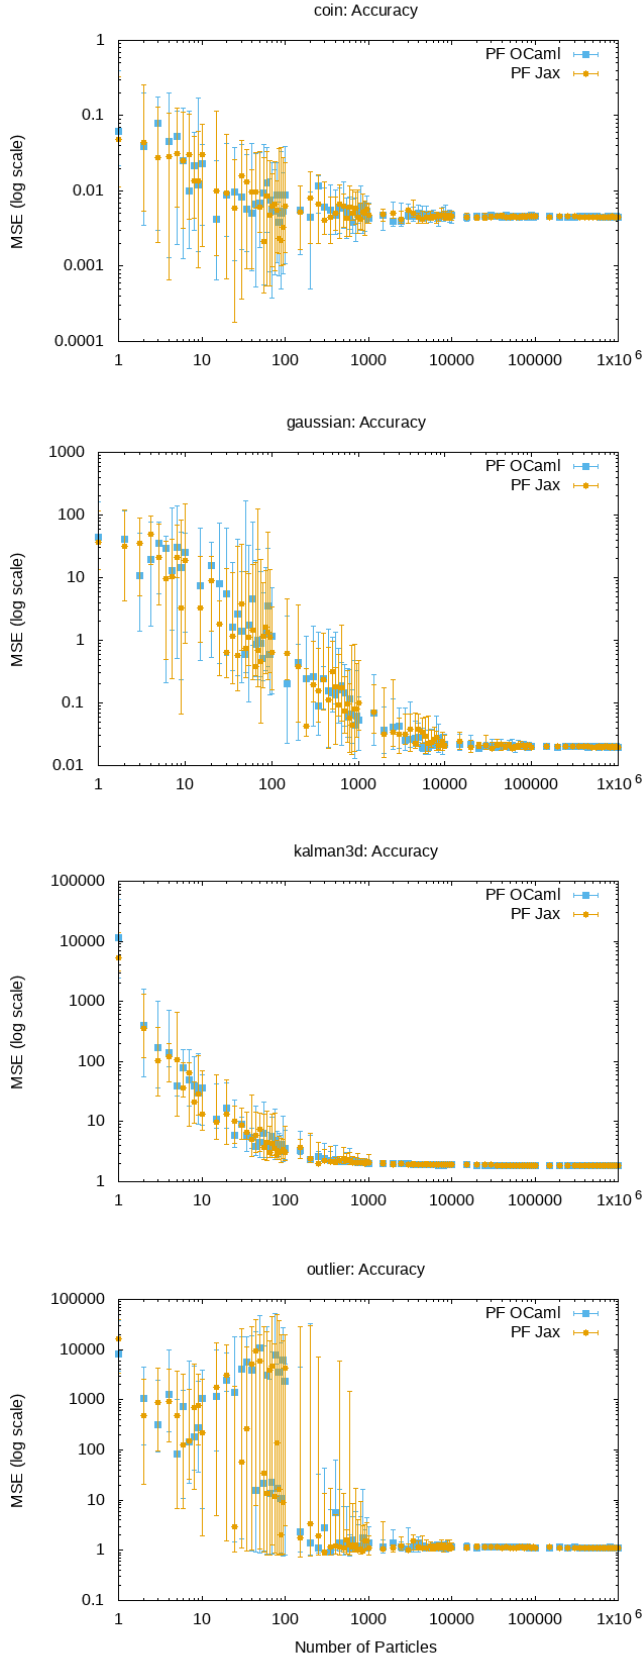 coin: Accuracy
1
0.1
0.01
0.001
0.0001
MSE (log scale)
PF OCaml
PF Jax
1 10 100 1000 10000 100000 1x10^6
gaussian: Accuracy
1000
100
10
1
0.1
0.01
MSE (log scale)
PF OCaml
PF Jax
1 10 100 1000 10000 100000 1x10^6
kalman3d: Accuracy
100000
10000
1000
100
10
1
MSE (log scale)
PF OCaml
PF Jax
1 10 100 1000 10000 100000 1x10^6
outlier: Accuracy
100000
10000
1000
100
10
1
0.1
MSE (log scale)
PF OCaml
PF Jax
1 10 100 1000 10000 100000 1x10^6
Number of Particles